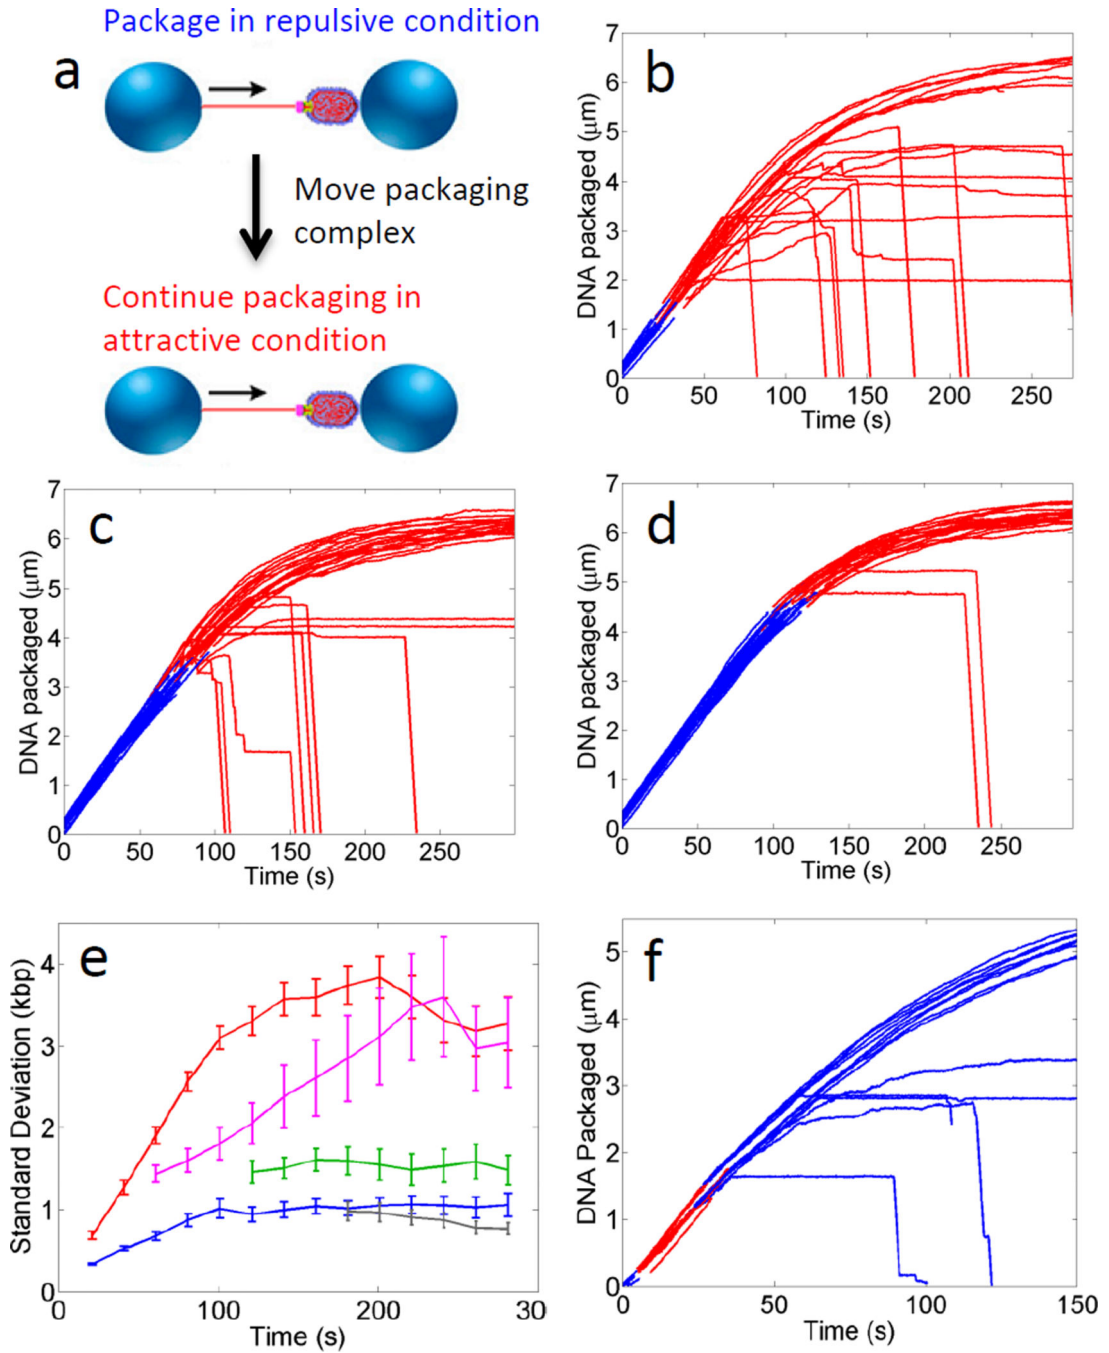 Package in repulsive condition
a
Move packaging
complex
Continue packaging in
attractive condition
b
DNA packaged (μm)
7
6
5
4
3
2
1
0
0 50 100 150 200 250
Time (s)
c
DNA packaged (μm)
7
6
5
4
3
2
1
0
0 50 100 150 200 250
Time (s)
d
DNA packaged (μm)
7
6
5
4
3
2
1
0
0 50 100 150 200 250
Time (s)
e
Standard Deviation (kbp)
4
3
2
1
0
0 100 200 30
Time (s)
f
DNA Packaged (μm)
5
4
3
2
1
0
0 50 100 150
Time (s)